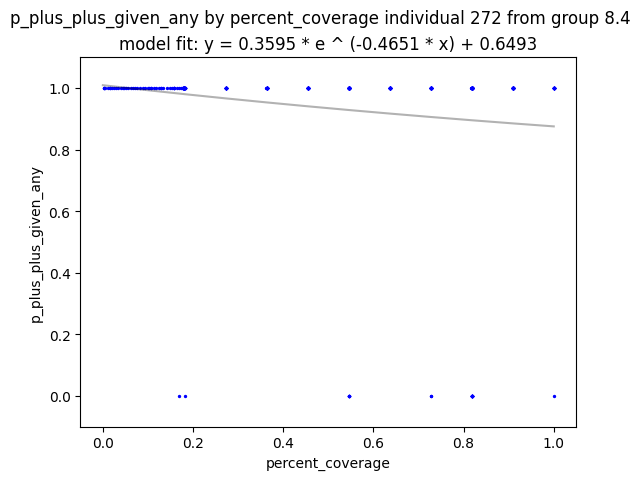 p_plus_plus_given_any by percent_coverage individual 272 from group 8.4
model fit: y = 0.3595 * e ^ (-0.4651 * x) + 0.6493
1.0
0.8
0.6
0.4
0.2
0.0
p_plus_plus_given_any
0.0 0.2 0.4 0.6 0.8 1.0
percent_coverage